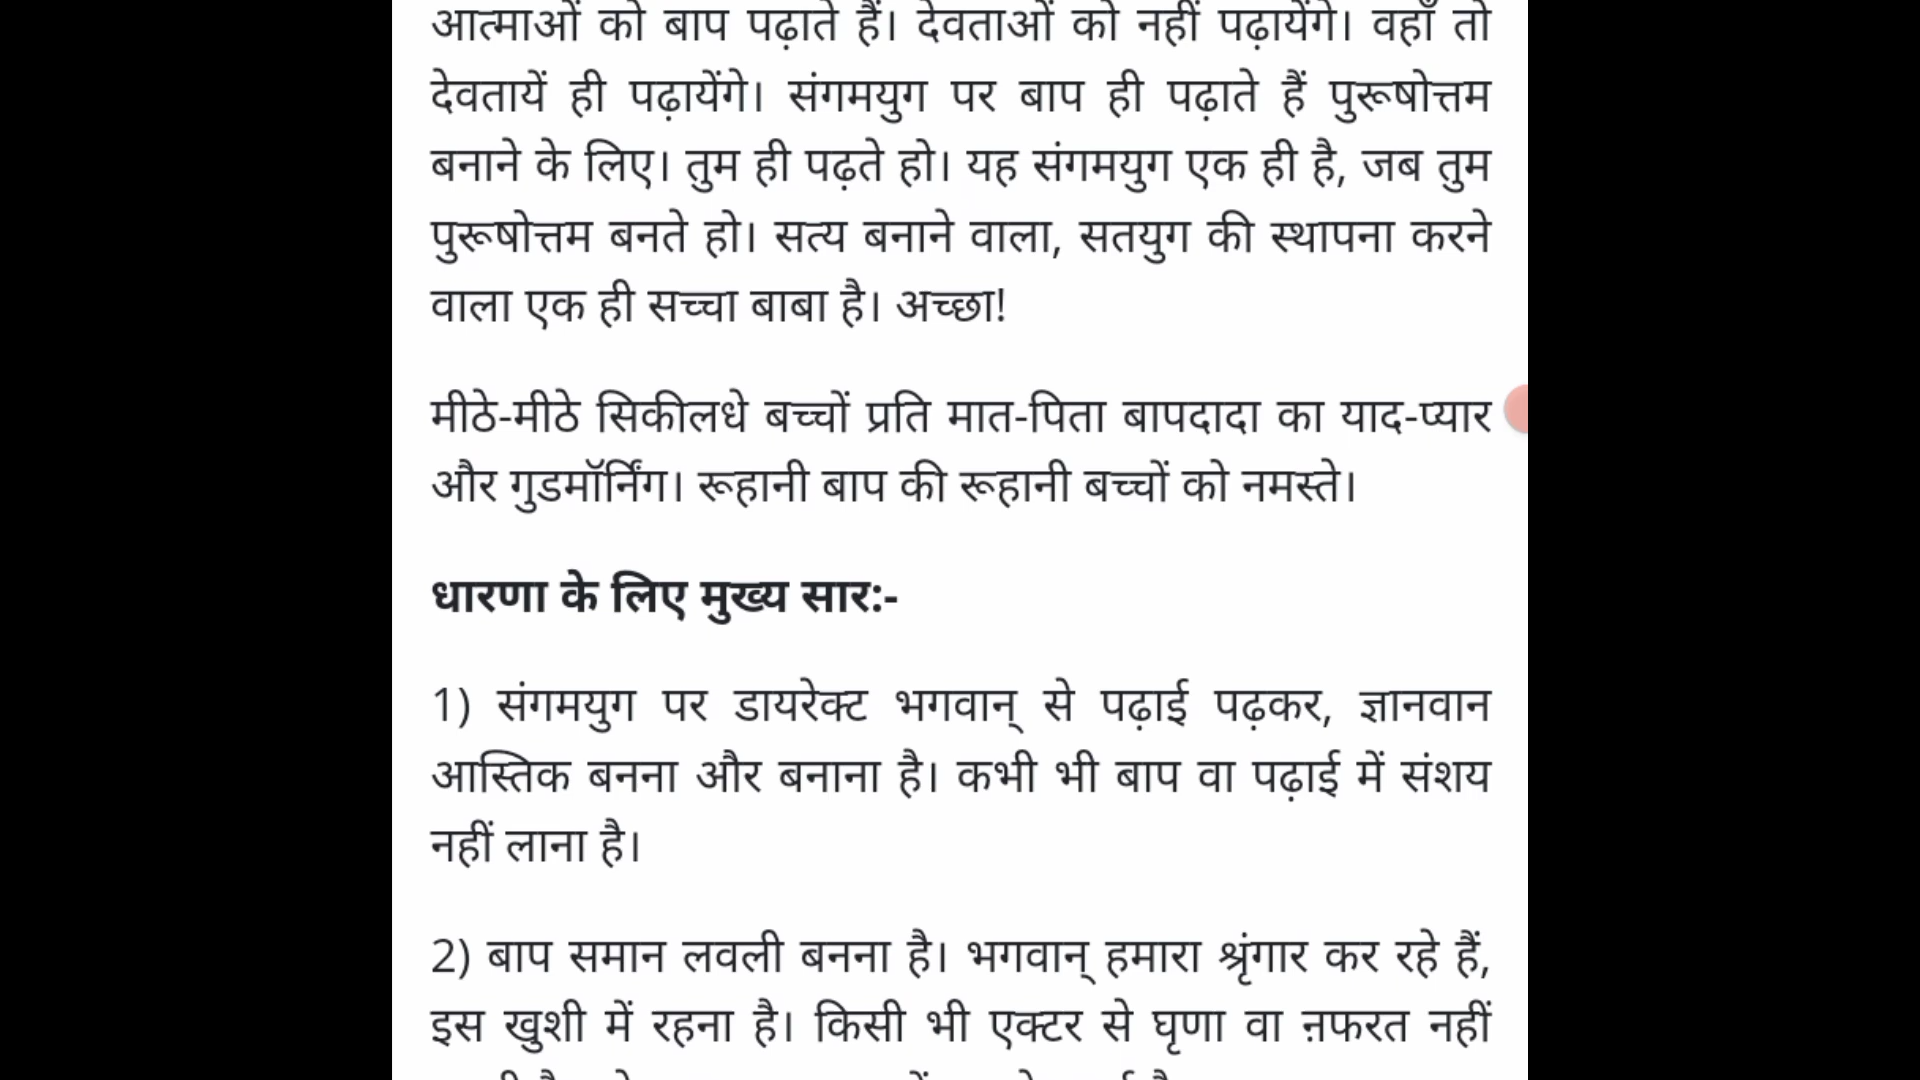 आत्माओं को बाप पढ़ाते हैं। देवताओं को नहीं पढ़ायेंगे। वहाँ तो
देवतायें ही पढ़ायेंगे। संगमयुग पर बाप ही पढ़ाते हैं पुरूषोत्तम
बनाने के लिए। तुम ही पढ़ते हो। यह संगमयुग एक ही है, जब तुम
पुरूषोत्तम बनते हो। सत्य बनाने वाला, सतयुग की स्थापना करने
वाला एक ही सच्चा बाबा है। अच्छा!
मीठे-मीठे सिकीलधे बच्चों प्रति मात-पिता बापदादा का याद-प्यार
और गुडमॉर्निंग। रूहानी बाप की रूहानी बच्चों को नमस्ते।
धारणा के लिए मुख्य सार:-
1) संगमयुग पर डायरेक्ट भगवान् से पढ़ाई पढ़कर, ज्ञानवान
आस्तिक बनना और बनाना है। कभी भी बाप वा पढ़ाई में संशय
नहीं लाना है।
2) बाप समान लवली बनना है। भगवान् हमारा श्रृंगार कर रहे हैं,
इस खुशी में रहना है। किसी भी एक्टर से घृणा वा ऩफरत नहीं